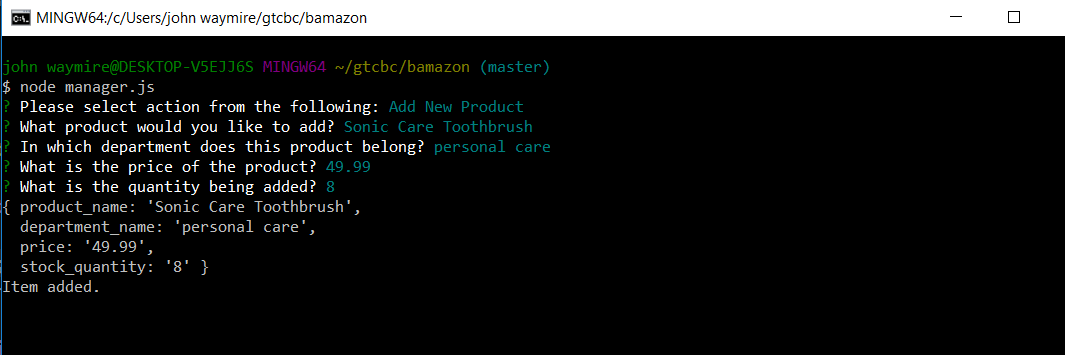 MINGW64:/c/Users/john waymire/gtcbc/bamazon
john waymire@DESKTOP-V5EJJ6S MINGW64 ~/gtcbc/bamazon (master)
$ node manager.js
? Please select action from the following: Add New Product
? What product would you like to add? Sonic Care Toothbrush
? In which department does this product belong? personal care
? What is the price of the product? 49.99
? What is the quantity being added? 8
{ product_name: 'Sonic Care Toothbrush',
  department_name: 'personal care',
  price: '49.99',
  stock_quantity: '8' }
Item added.